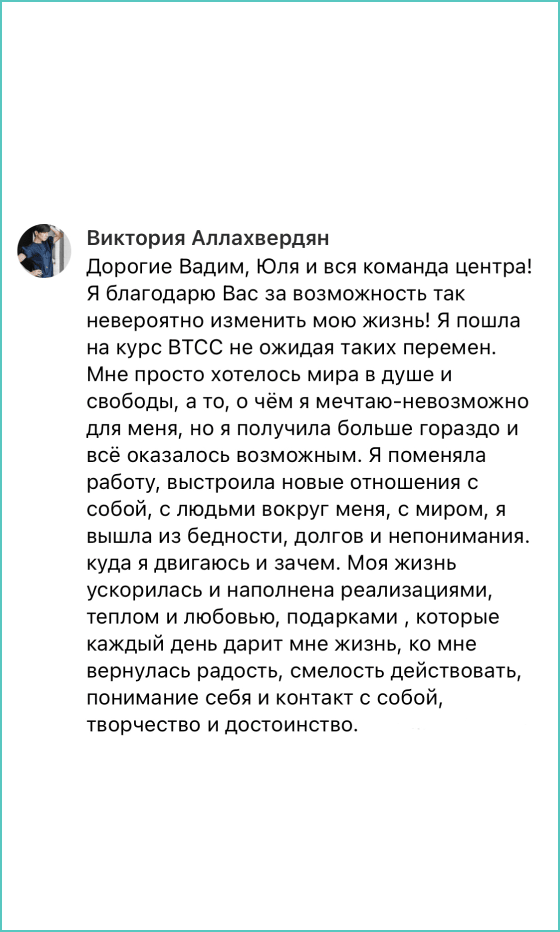 Виктория Аллахвердян
Дорогие Вадим, Юля и вся команда центра!
Я благодарю Вас за возможность так
невероятно изменить мою жизнь! Я пошла
на курс ВТСС не ожидая таких перемен.
Мне просто хотелось мира в душе и
свободы, а то, о чём я мечтаю-невозможно
для меня, но я получила больше гораздо и
всё оказалось возможным. Я поменяла
работу, выстроила новые отношения с
собой, с людьми вокруг меня, с миром, я
вышла из бедности, долгов и непонимания.
куда я двигаюсь и зачем. Моя жизнь
ускорилась и наполнена реализациями,
теплом и любовью, подарками , которые
каждый день дарит мне жизнь, ко мне
вернулась радость, смелость действовать,
понимание себя и контакт с собой,
творчество и достоинство.